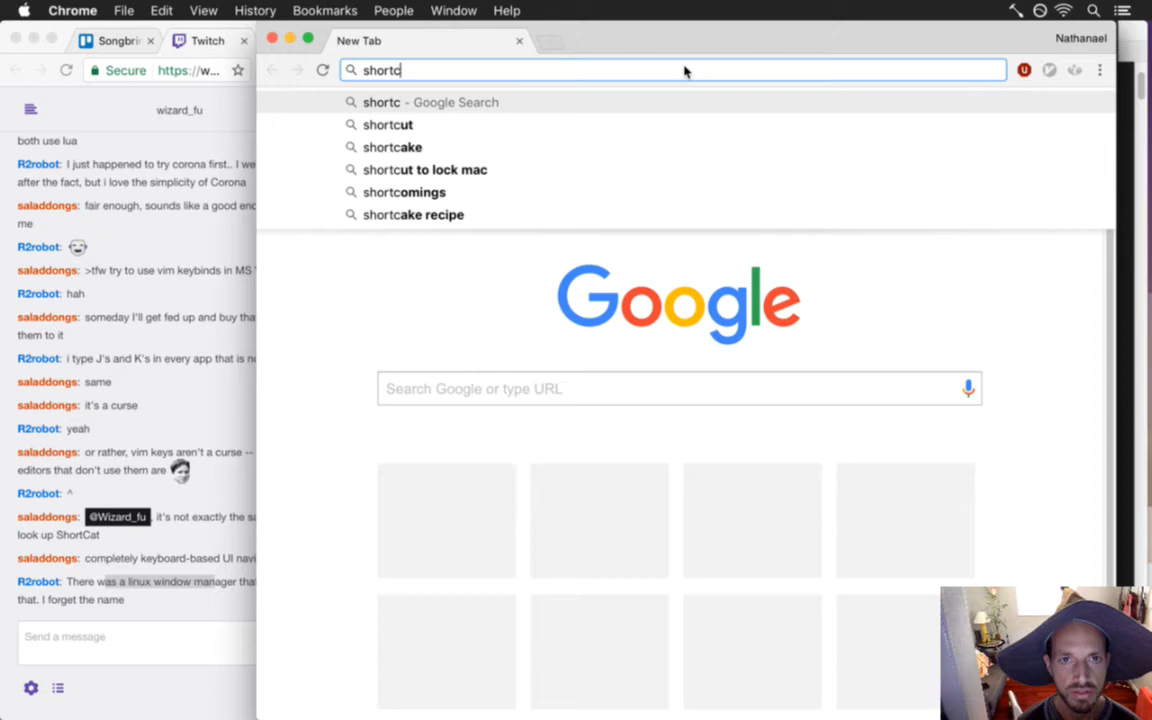 Chrome File Edit View History Bookmarks People Window Help
Songbrin Twitch
Secure https://w...
wizard_fu
both use lua
R2robot: I just happened to try corona first.. I we
after the fact, but i love the simplicity of Corona
saladdongs: fair enough, sounds like a good end
me
R2robot:
saladdongs: >tfw try to use vim keybinds in MS
R2robot: hah
saladdongs: someday I'll get fed up and buy tha
them to it
R2robot: i type J's and K's in every app that is no
saladdongs: same
saladdongs: it's a curse
R2robot: yeah
saladdongs: or rather, vim keys aren't a curse --
editors that don't use them are
R2robot: ^
saladdongs: @Wizard_fu it's not exactly the sa
look up ShortCat
saladdongs: completely keyboard-based UI navi
R2robot: There was a linux window manager that
that. I forget the name
Send a message
New Tab
Nathanael
shortc
shortc - Google Search
shortcut
shortcake
shortcut to lock mac
shortcomings
shortcake recipe
Google
Search Google or type URL